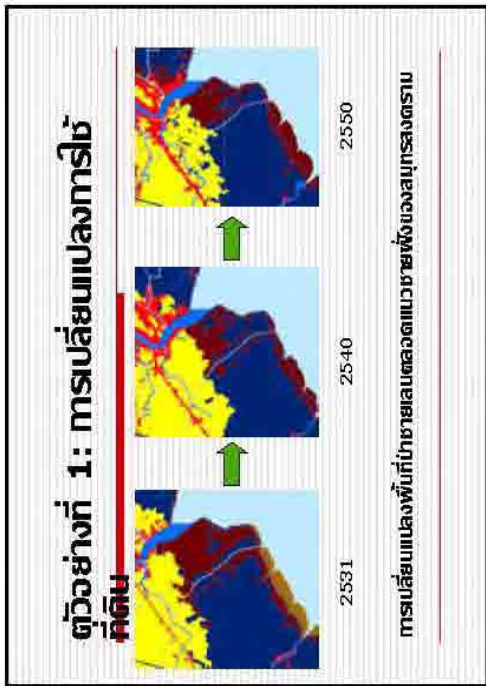 ตัวอย่างที่ 1: การเปลี่ยนแปลงการใช้
ที่ดิน
2531
2540
2550
การเปลี่ยนแปลงพื้นที่ป่าชายเลนตลอดแนวชายฝั่งของสมุทรสงคราม